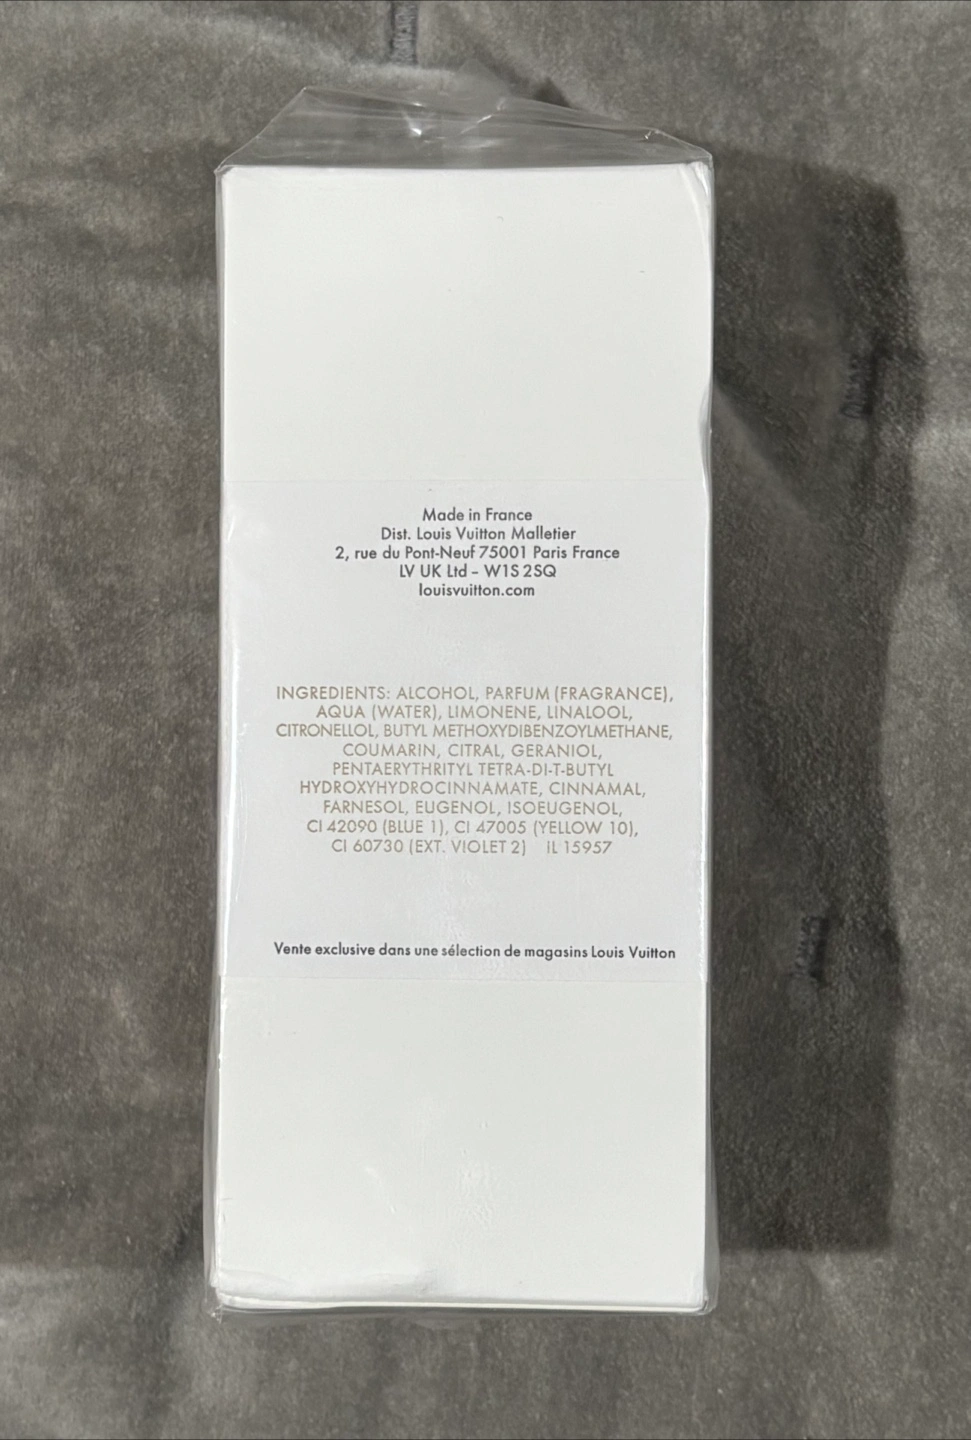 Made in France
Dist. Louis Vuitton Malletier
2, rue du Pont-Neuf 75001 Paris France
LV UK Ltd – W1S 2SQ
louisvuitton.com
INGREDIENTS: ALCOHOL, PARFUM (FRAGRANCE),
AQUA (WATER), LIMONENE, LINALOOL,
CITRONELLOL, BUTYL METHOXYDIBENZOYLMETHANE,
COUMARIN, CITRAL, GERANIOL,
PENTAERYTHRITYL TETRA-DI-T-BUTYL
HYDROXYHYDROCINNAMATE, CINNAMAL,
FARNESOL, EUGENOL, ISOEUGENOL,
CI 42090 (BLUE 1), CI 47005 (YELLOW 10),
CI 60730 (EXT. VIOLET 2) IL 15957
Vente exclusive dans une sélection de magasins Louis Vuitton